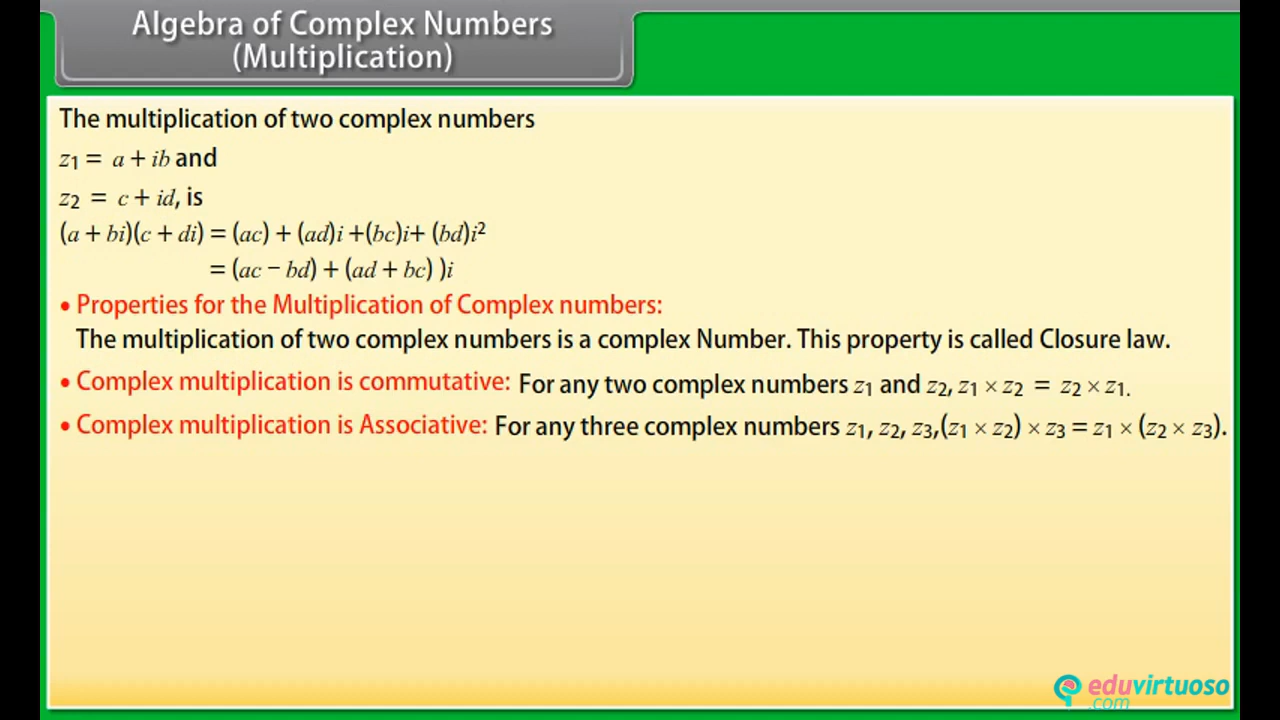 Algebra of Complex Numbers
(Multiplication)
The multiplication of two complex numbers
z₁ = a + ib and
z₂ = c + id, is
(a + bi)(c + di) = (ac) + (ad)i +(bc)i+ (bd)i²
= (ac − bd) + (ad + bc) )i
• Properties for the Multiplication of Complex numbers:
The multiplication of two complex numbers is a complex Number. This property is called Closure law.
• Complex multiplication is commutative: For any two complex numbers z₁ and z₂, z₁ × z₂ = z₂ × z₁.
• Complex multiplication is Associative: For any three complex numbers z₁, z₂, z₃,(z₁ × z₂) × z₃ = z₁ × (z₂ × z₃).
eduvirtuoso
.com